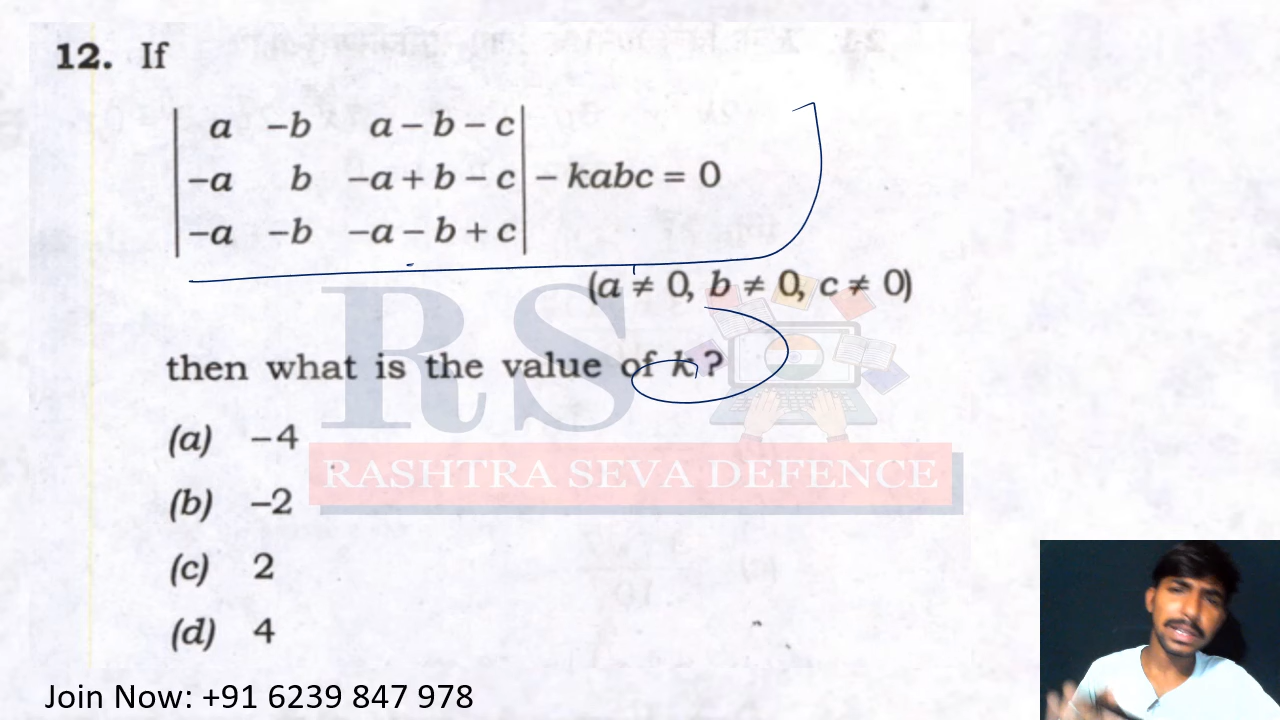 12. If
a −b a − b − c
−a b −a + b − c − kabc = 0
−a −b −a − b + c
(a ≠ 0, b ≠ 0, c ≠ 0)
then what is the value of k?
(a) −4
(b) −2
(c) 2
(d) 4
RS
RASHTRA SEVA DEFENCE
Join Now: +91 6239 847 978